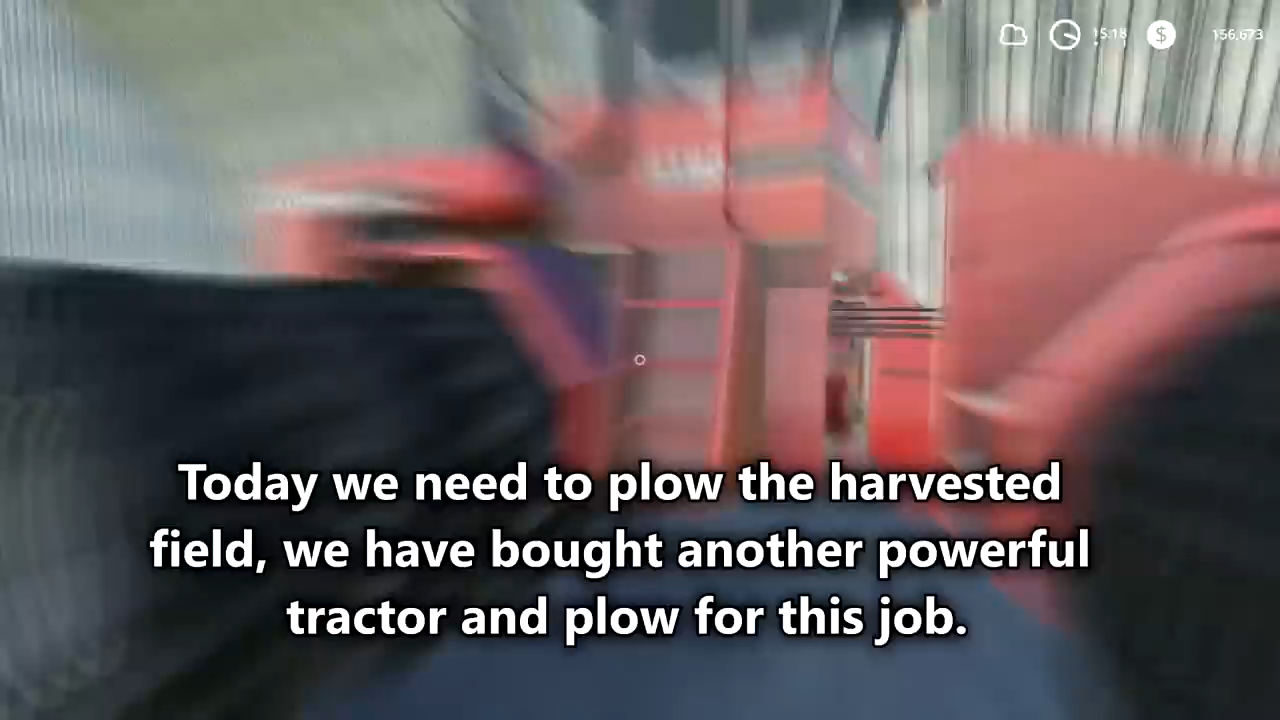 15:18
$
156,673
Today we need to plow the harvested
field, we have bought another powerful
tractor and plow for this job.